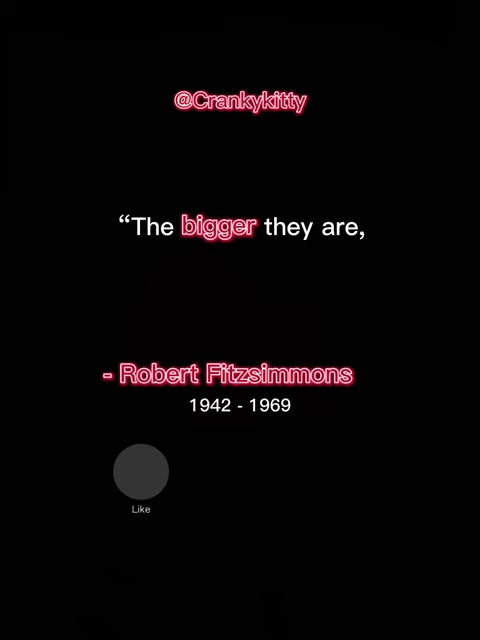 @Crankykitty
“The bigger they are,
- Robert Fitzsimmons
1942 - 1969
Like